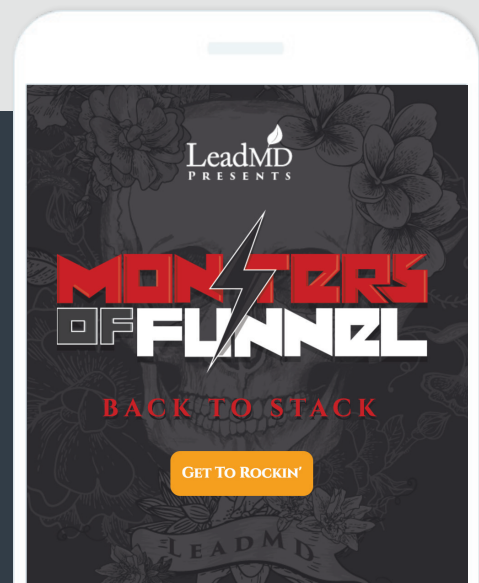 LeadMD
PRESENTS
MONSTERS
OF FUNNEL
BACK TO STACK
GET TO ROCKIN'
LEADMD